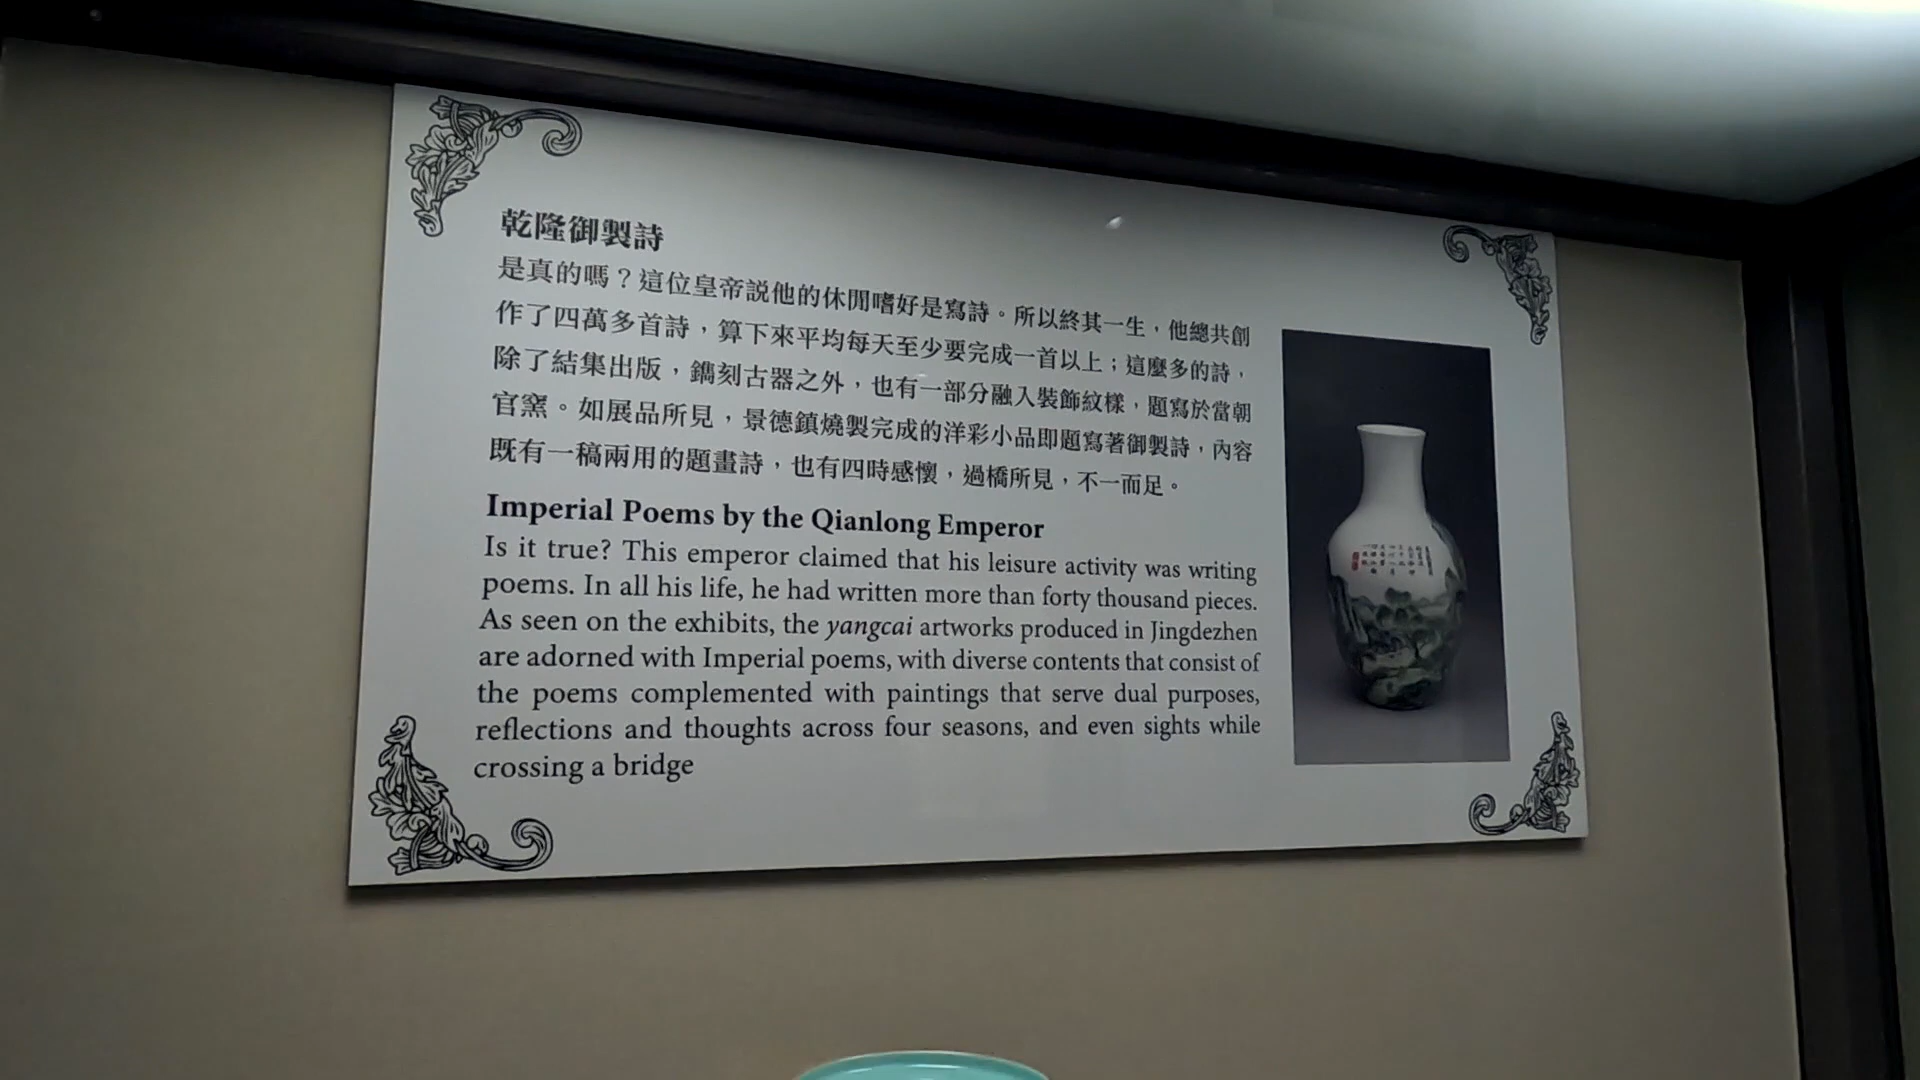 乾隆御製詩
是真的嗎？這位皇帝説他的休閒嗜好是寫詩。所以終其一生，他總共創
作了四萬多首詩，算下來平均每天至少要完成一首以上；這麼多的詩，
除了結集出版，鐫刻古器之外，也有一部分融入裝飾紋樣，題寫於當朝
官窯。如展品所見，景德鎮燒製完成的洋彩小品即題寫著御製詩，內容
既有一稿兩用的題畫詩，也有四時感懷，過橋所見，不一而足。
Imperial Poems by the Qianlong Emperor
Is it true? This emperor claimed that his leisure activity was writing
poems. In all his life, he had written more than forty thousand pieces.
As seen on the exhibits, the yangcai artworks produced in Jingdezhen
are adorned with Imperial poems, with diverse contents that consist of
the poems complemented with paintings that serve dual purposes,
reflections and thoughts across four seasons, and even sights while
crossing a bridge